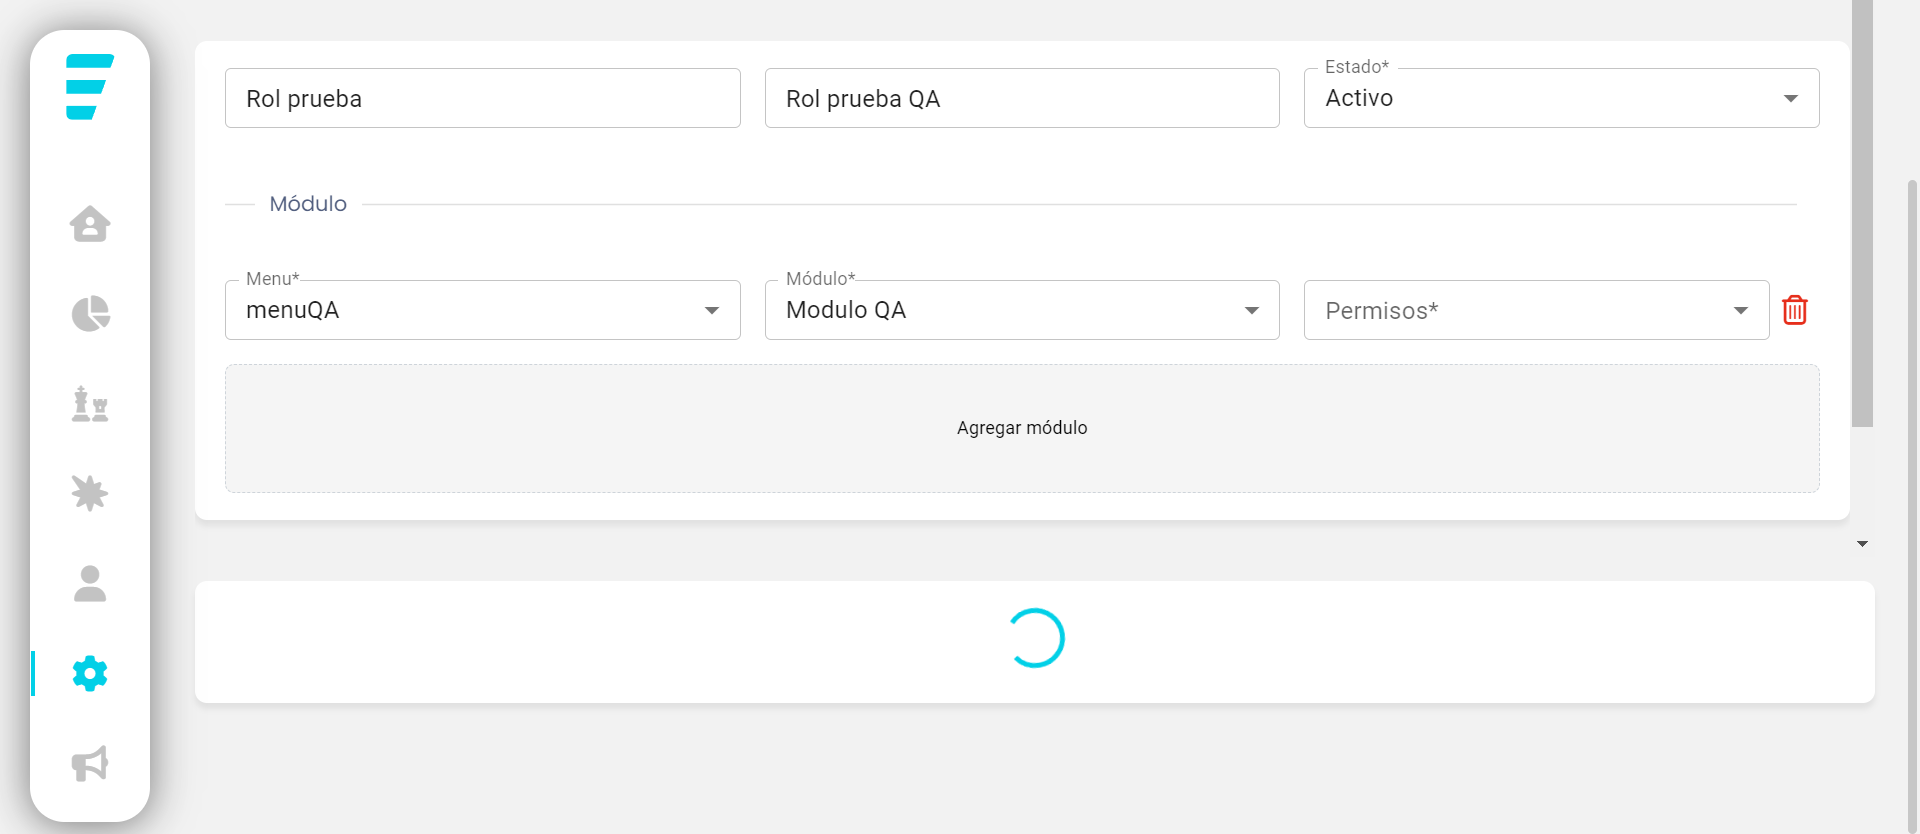 Rol prueba
Rol prueba QA
Estado*
Activo
Módulo
Menu*
menuQA
Módulo*
Modulo QA
Permisos*
Agregar módulo